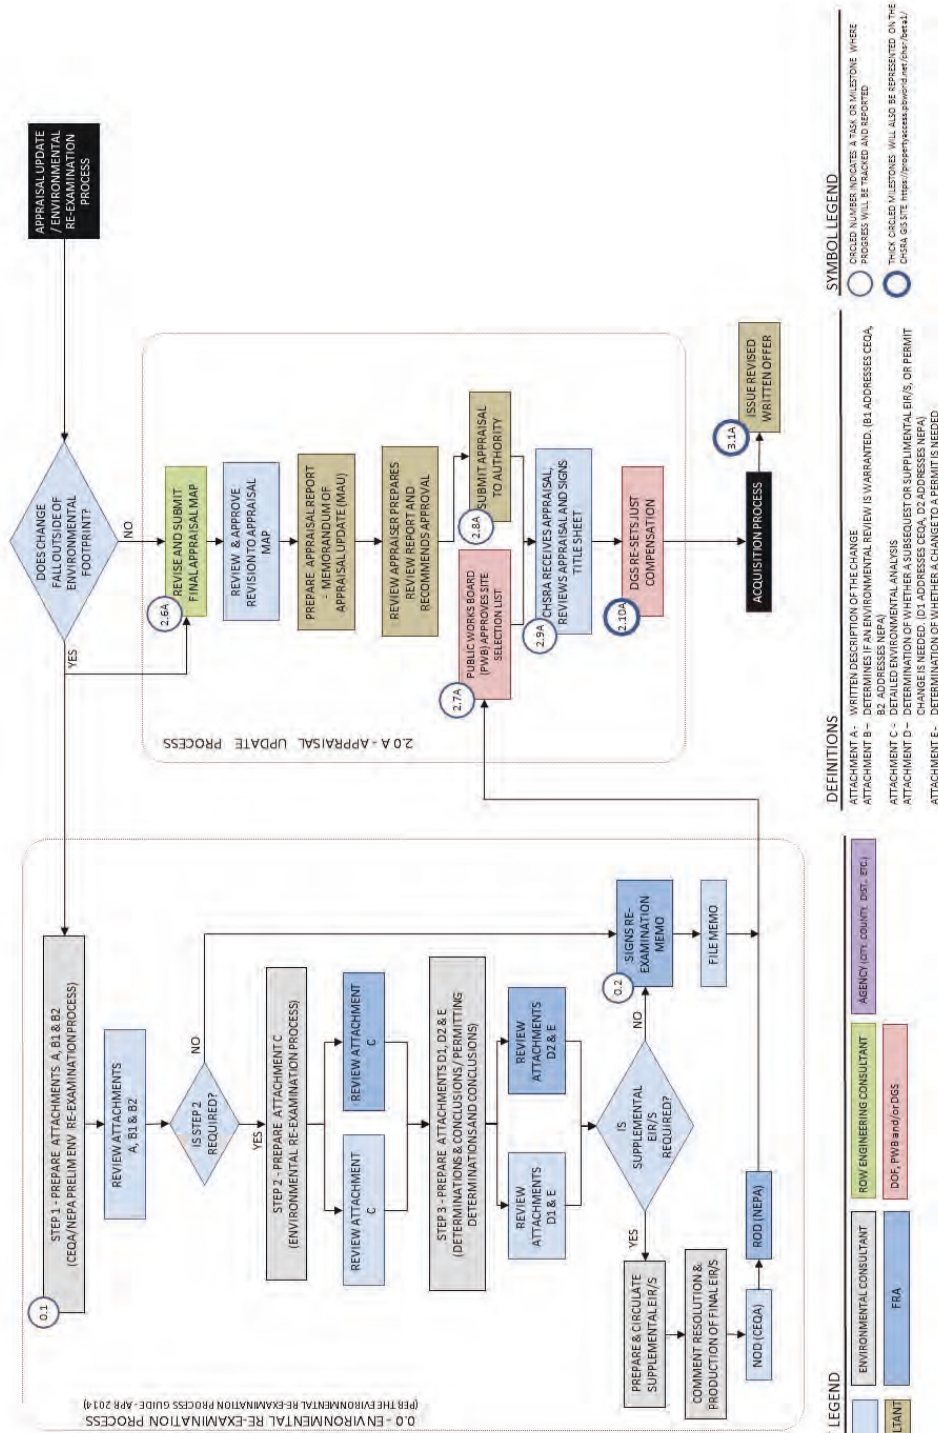 APPRAISAL UPDATE
/ ENVIRONMENTAL
RE-EXAMINATION
PROCESS
DOES CHANGE
FALL OUTSIDE OF
ENVIRONMENTAL
FOOTPRINT?
YES
NO
0.0 - ENVIRONMENTAL RE-EXAMINATION PROCESS
(PER THE ENVIRONMENTAL RE-EXAMINATION PROCESS GUIDE - APR 2014)
0.1
STEP 1 - PREPARE ATTACHMENTS A, B1 & B2
(CEQA/NEPA PRELIM ENV RE-EXAMINATION PROCESS)
REVIEW ATTACHMENTS
A, B1 & B2
IS STEP 2
REQUIRED?
NO
YES
STEP 2 - PREPARE ATTACHMENT C
(ENVIRONMENTAL RE-EXAMINATION PROCESS)
REVIEW ATTACHMENT
C
REVIEW ATTACHMENT
C
STEP 3 - PREPARE ATTACHMENTS D1, D2 & E
(DETERMINATIONS & CONCLUSIONS / PERMITTING
DETERMINATIONS AND CONCLUSIONS)
REVIEW
ATTACHMENTS
D1 & E
REVIEW
ATTACHMENTS
D2 & E
IS
SUPPLEMENTAL
EIR/S
REQUIRED?
YES
NO
0.2
SIGNS RE-
EXAMINATION
MEMO
FILE MEMO
PREPARE & CIRCULATE
SUPPLEMENTAL EIR/S
COMMENT RESOLUTION &
PRODUCTION OF FINAL EIR/S
NOD (CEQA)
ROD (NEPA)
2.0 A - APPRAISAL UPDATE PROCESS
2.6A
REVISE AND SUBMIT
FINAL APPRAISAL MAP
REVIEW & APPROVE
REVISION TO APPRAISAL
MAP
PREPARE APPRAISAL REPORT
- MEMORANDUM OF
APPRAISAL UPDATE (MAU)
REVIEW APPRAISER PREPARES
REVIEW REPORT AND
RECOMMENDS APPROVAL
2.7A
PUBLIC WORKS BOARD
(PWB) APPROVES SITE
SELECTION LIST
2.8A
SUBMIT APPRAISAL
TO AUTHORITY
2.9A
CHSRA RECEIVES APPRAISAL,
REVIEWS APPRAISAL AND SIGNS
TITLE SHEET
2.10A
DGS RE-SETS JUST
COMPENSATION
ACQUISITION PROCESS
3.1A
ISSUE REVISED
WRITTEN OFFER
LEGEND
ENVIRONMENTAL CONSULTANT
ROW ENGINEERING CONSULTANT
AGENCY (CITY, COUNTY, DIST., ETC.)
LTANT
FRA
DOF, PWB and/or DGS
DEFINITIONS
ATTACHMENT A - WRITTEN DESCRIPTION OF THE CHANGE
ATTACHMENT B – DETERMINES IF AN ENVIRONMENTAL REVIEW IS WARRANTED. (B1 ADDRESSES CEQA,
B2 ADDRESSES NEPA)
ATTACHMENT C - DETAILED ENVIRONMENTAL ANALYSIS
ATTACHMENT D – DETERMINATION OF WHETHER A SUBSEQUEST OR SUPPLIMENTAL EIR/S, OR PERMIT
CHANGE IS NEEDED. (D1 ADDRESSES CEQA, D2 ADDRESSES NEPA)
ATTACHMENT E - DETERMINATION OF WHETHER A CHANGE TO A PERMIT IS NEEDED
SYMBOL LEGEND
CIRCLED NUMBER INDICATES A TASK OR MILESTONE WHERE
PROGRESS WILL BE TRACKED AND REPORTED
THICK CIRCLED MILESTONES WILL ALSO BE REPRESENTED ON THE
CHSRA GIS SITE https://propertyaccess.pbworld.net/chsr/beta1/